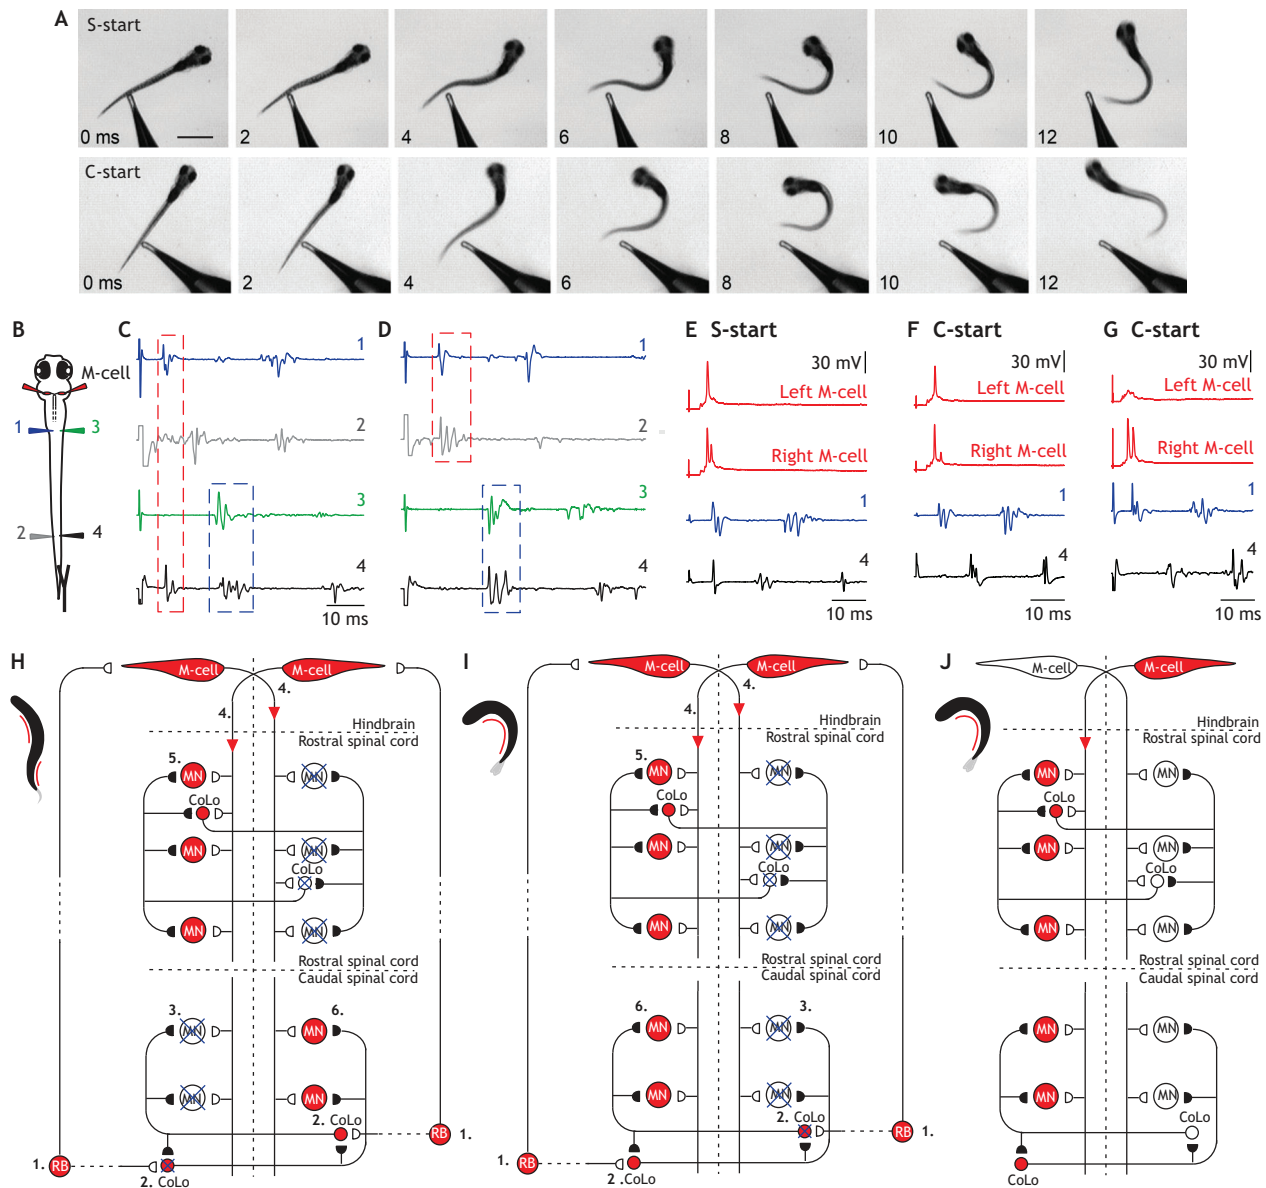 A
S-start
0 ms
2
4
6
8
10
12
C-start
0 ms
2
4
6
8
10
12
B
M-cell
1
3
2
4
C
1
2
3
4
10 ms
D
1
2
3
4
10 ms
E S-start
30 mV
Left M-cell
Right M-cell
1
4
10 ms
F C-start
30 mV
Left M-cell
Right M-cell
1
4
10 ms
G C-start
30 mV
Left M-cell
Right M-cell
1
4
10 ms
H
M-cell
M-cell
4.
4.
Hindbrain
Rostral spinal cord
5.
MN
MN
CoLo
MN
MN
CoLo
MN
MN
Rostral spinal cord
Caudal spinal cord
3.
6.
MN
MN
MN
MN
2. CoLo
RB
1.
1.
RB
2. CoLo
I
M-cell
M-cell
4.
4.
Hindbrain
Rostral spinal cord
5.
MN
MN
CoLo
MN
MN
CoLo
MN
MN
Rostral spinal cord
Caudal spinal cord
6.
3.
MN
MN
MN
MN
2. CoLo
RB
1.
1.
RB
2 .CoLo
J
M-cell
M-cell
Hindbrain
Rostral spinal cord
MN
MN
CoLo
MN
MN
CoLo
MN
MN
Rostral spinal cord
Caudal spinal cord
MN
MN
MN
MN
CoLo
CoLo